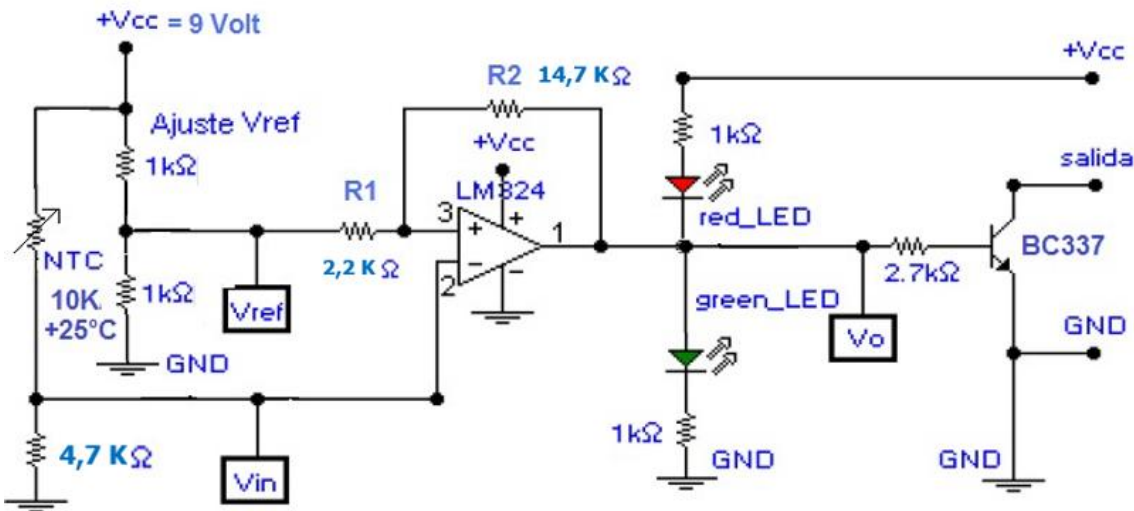 +Vcc = 9 Volt
+Vcc
R2 14,7 KΩ
Ajuste Vref
1kΩ
+Vcc
1kΩ
R1
LM324
salida
3
+
+
1
red_LED
NTC
2,2 KΩ
-
-
2
2.7kΩ
BC337
10K
+25°C
1kΩ
Vref
green_LED
Vo
GND
GND
4,7 KΩ
Vin
1kΩ
GND
GND